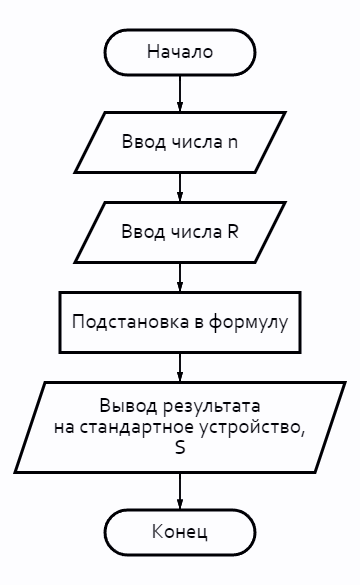 Начало
Ввод числа n
Ввод числа R
Подстановка в формулу
Вывод результата
на стандартное устройство,
S
Конец